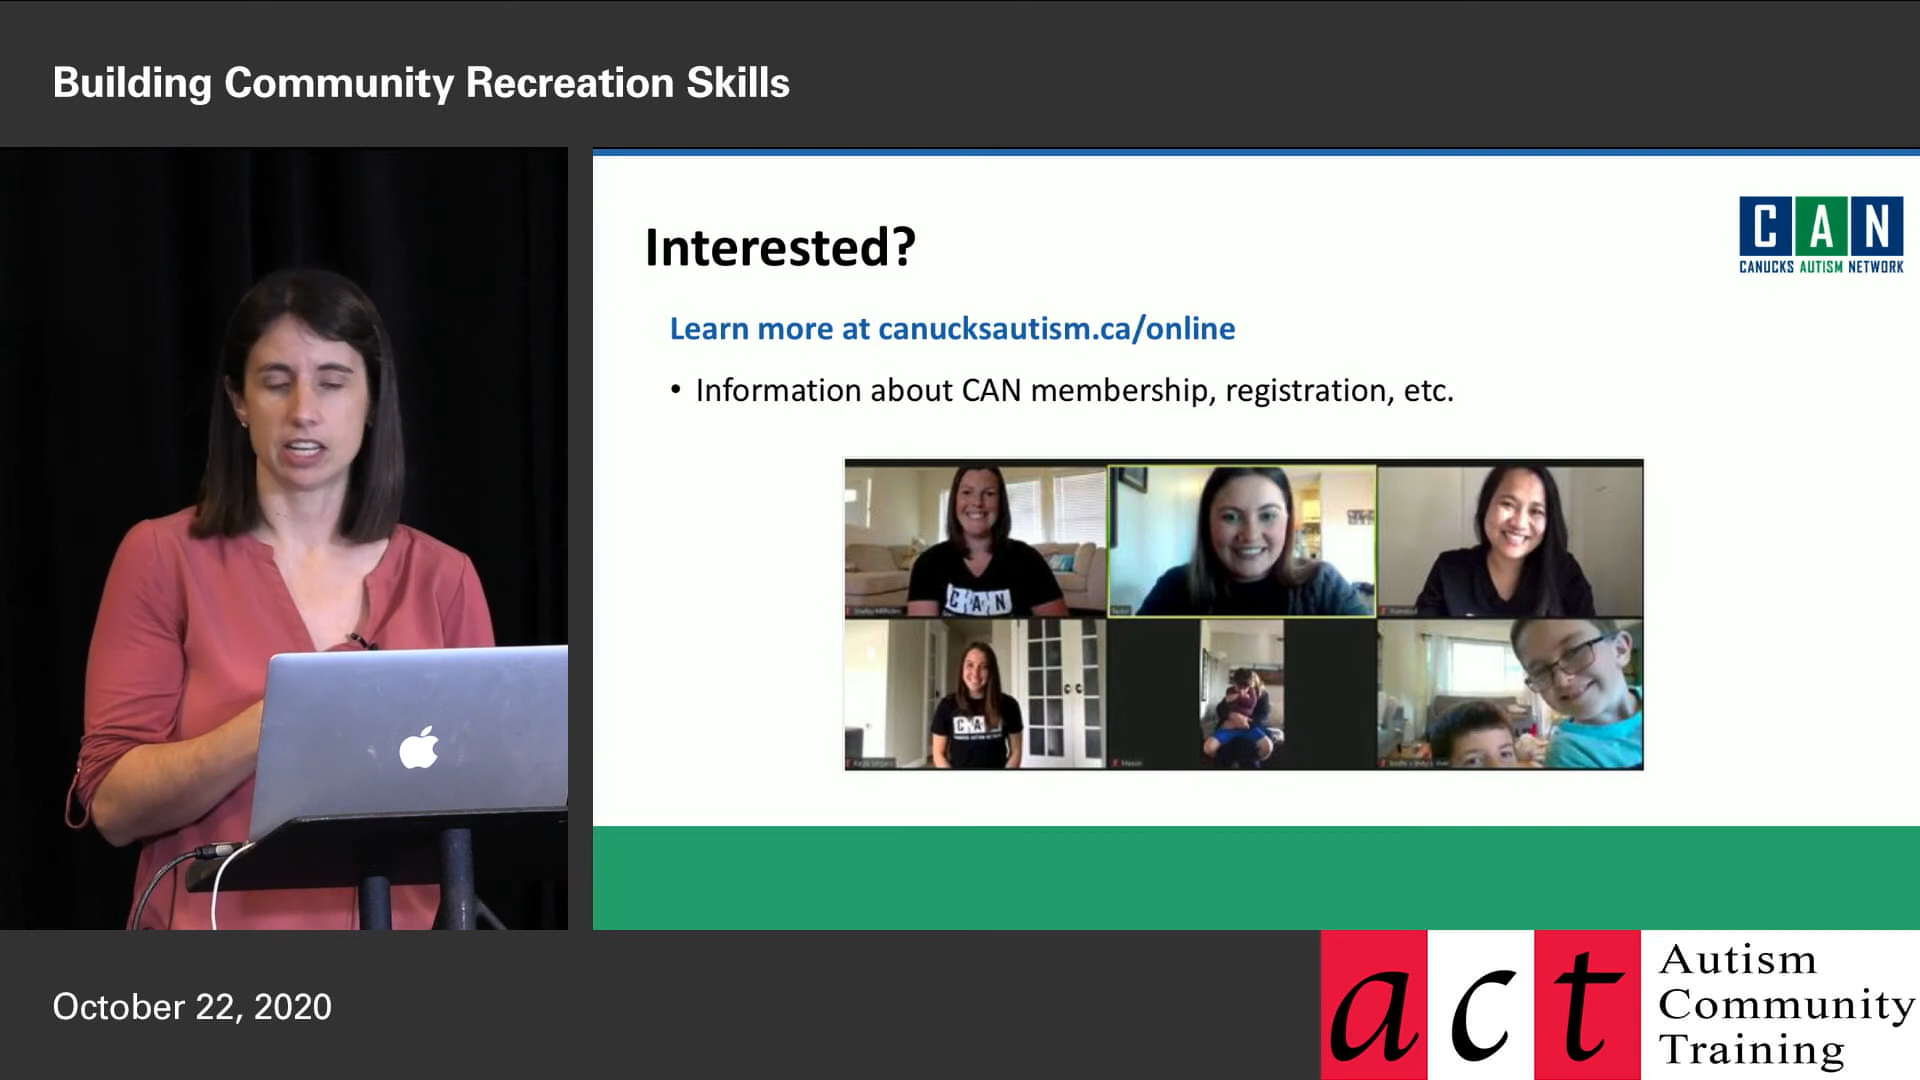 Building Community Recreation Skills
Interested?
CAN
CANUCKS AUTISM NETWORK
Learn more at canucksautism.ca/online
• Information about CAN membership, registration, etc.
CAN
CA
October 22, 2020
act
Autism
Community
Training